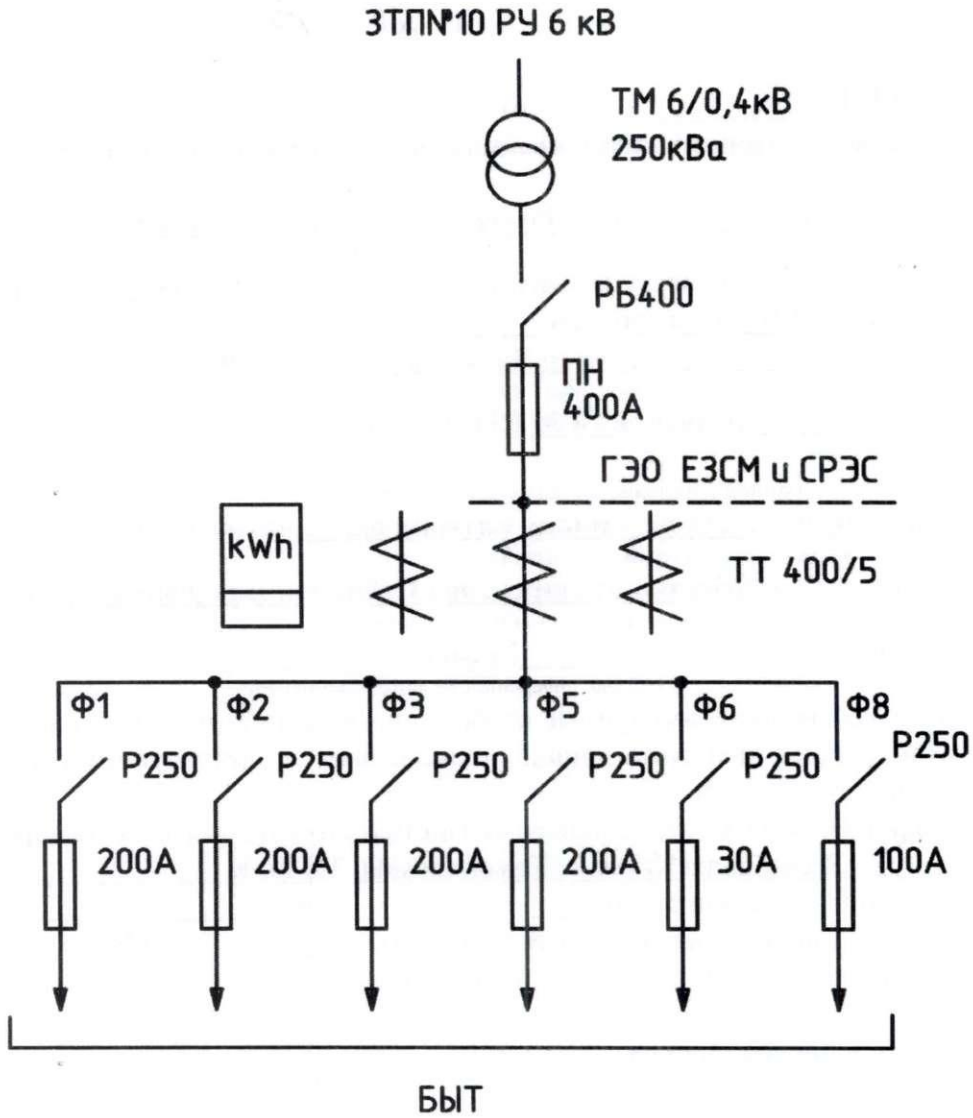 ЗТП№10 РУ 6 кВ
ТМ 6/0,4кВ
250кВа
РБ400
ПН
400А
ГЭО ЕЗСМ и СРЭС
kWh
ТТ 400/5
Ф1
Ф2
Ф3
Ф5
Ф6
Ф8
Р250
Р250
Р250
Р250
Р250
Р250
200А
200А
200А
200А
30А
100А
БЫТ